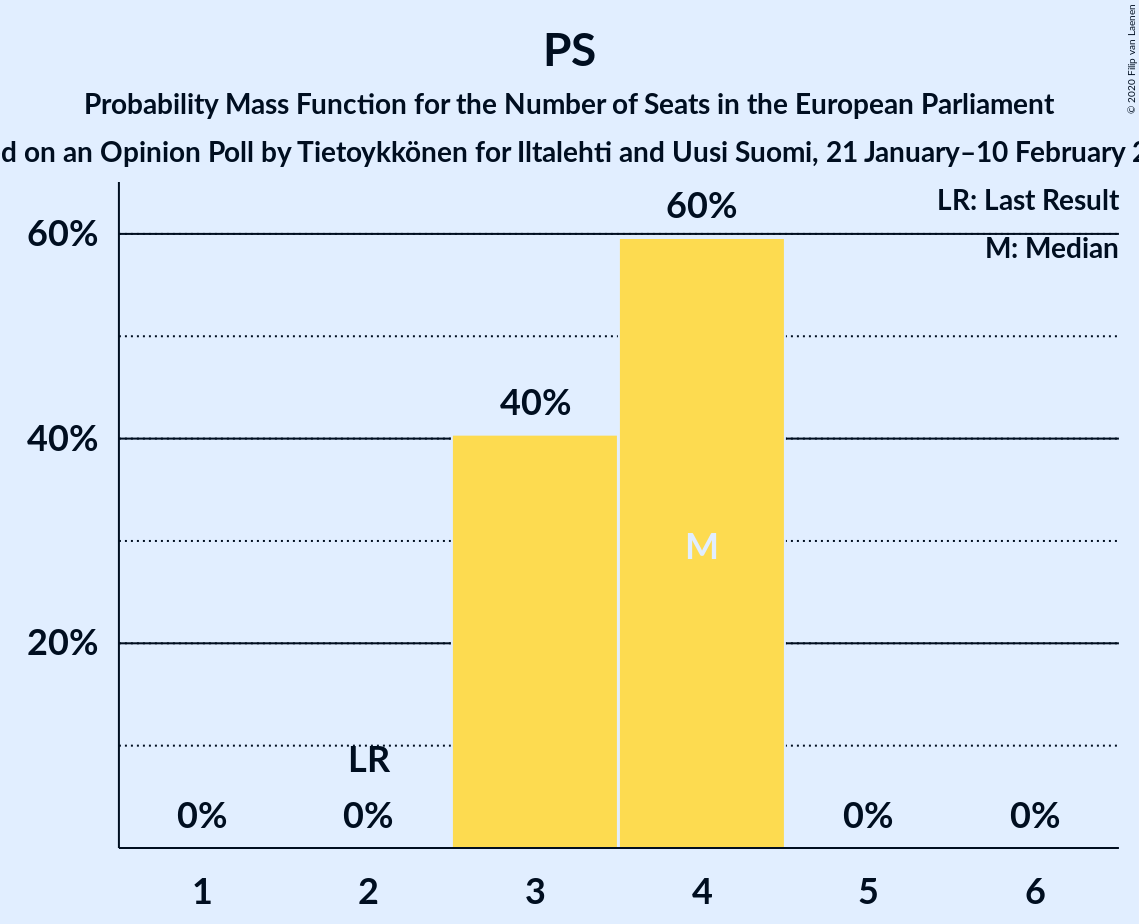 PS
Probability Mass Function for the Number of Seats in the European Parliament
d on an Opinion Poll by Tietoykkönen for Iltalehti and Uusi Suomi, 21 January–10 February 2
© 2020 Filip van Laenen
LR: Last Result
M: Median
60%
60%
40%
40%
M
20%
LR
0% 0% 0% 0%
1 2 3 4 5 6